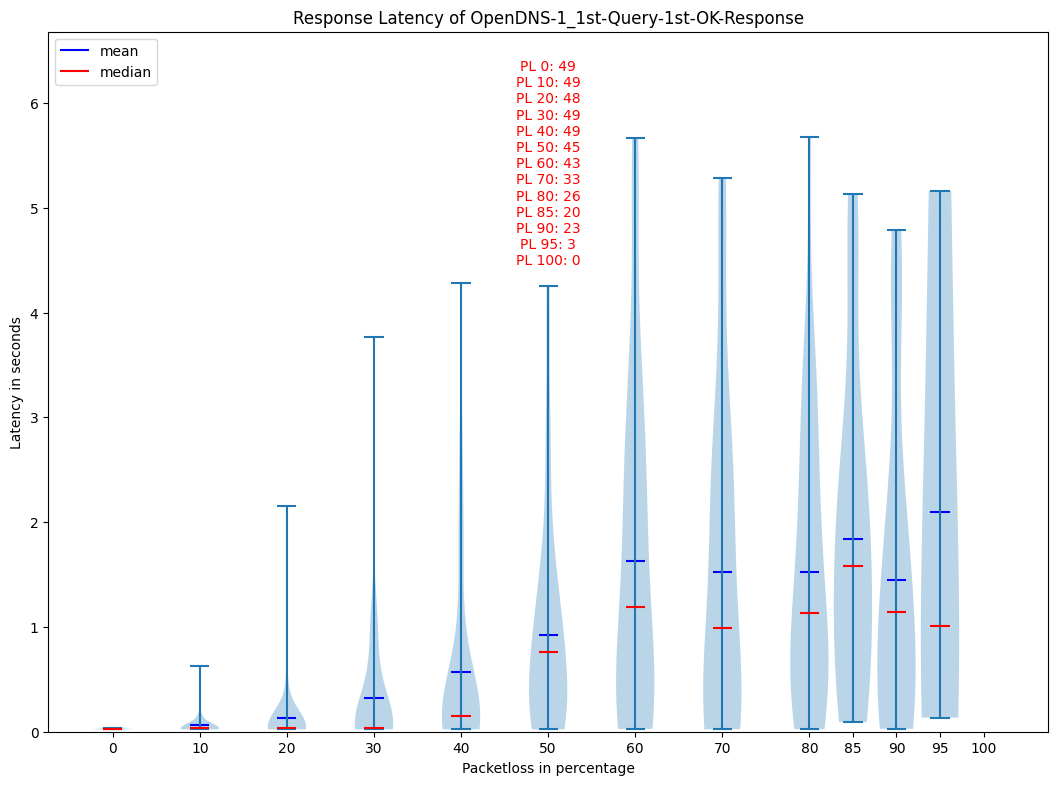 Response Latency of OpenDNS-1_1st-Query-1st-OK-Response
mean
median
PL 0: 49
PL 10: 49
PL 20: 48
PL 30: 49
PL 40: 49
PL 50: 45
PL 60: 43
PL 70: 33
PL 80: 26
PL 85: 20
PL 90: 23
PL 95: 3
PL 100: 0
Latency in seconds
6
5
4
3
2
1
0
0 10 20 30 40 50 60 70 80 85 90 95 100
Packetloss in percentage